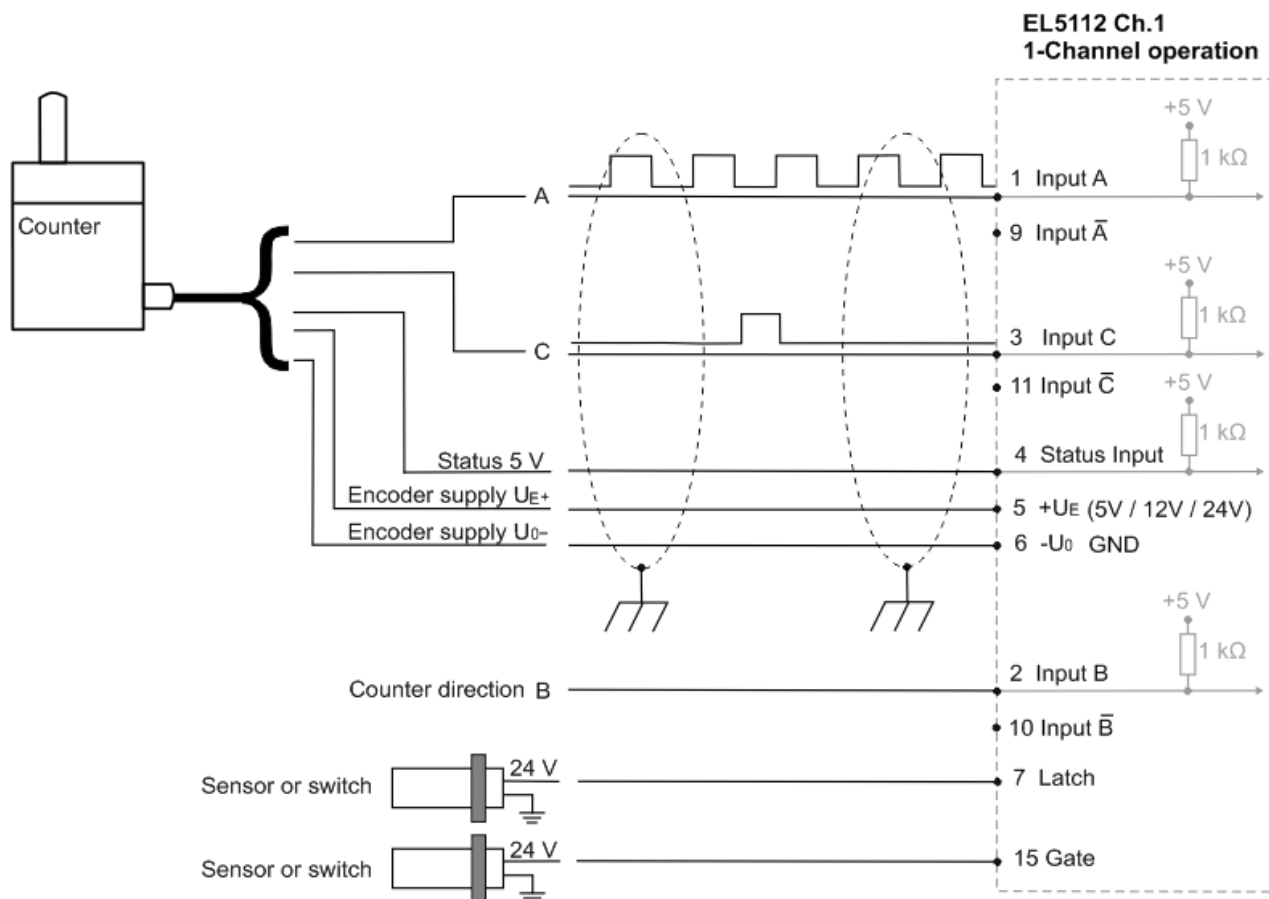 EL5112 Ch.1
1-Channel operation
+5 V
1 kΩ
Counter
A
1 Input A
9 Input A̅
+5 V
1 kΩ
C
3 Input C
11 Input C̅
+5 V
1 kΩ
Status 5 V
4 Status Input
Encoder supply UE+
5 +UE (5V / 12V / 24V)
Encoder supply U0–
6 -U0 GND
+5 V
1 kΩ
Counter direction B
2 Input B
10 Input B̅
Sensor or switch
24 V
7 Latch
Sensor or switch
24 V
15 Gate